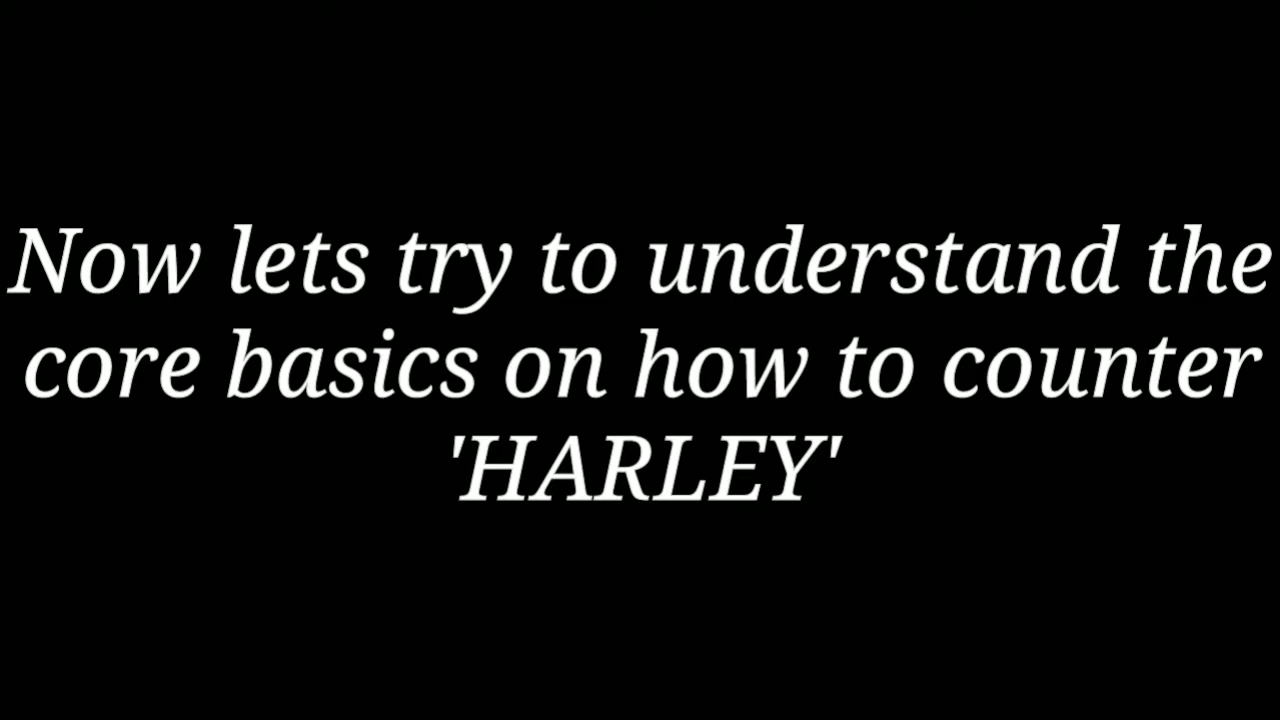 Now lets try to understand the
core basics on how to counter
'HARLEY'